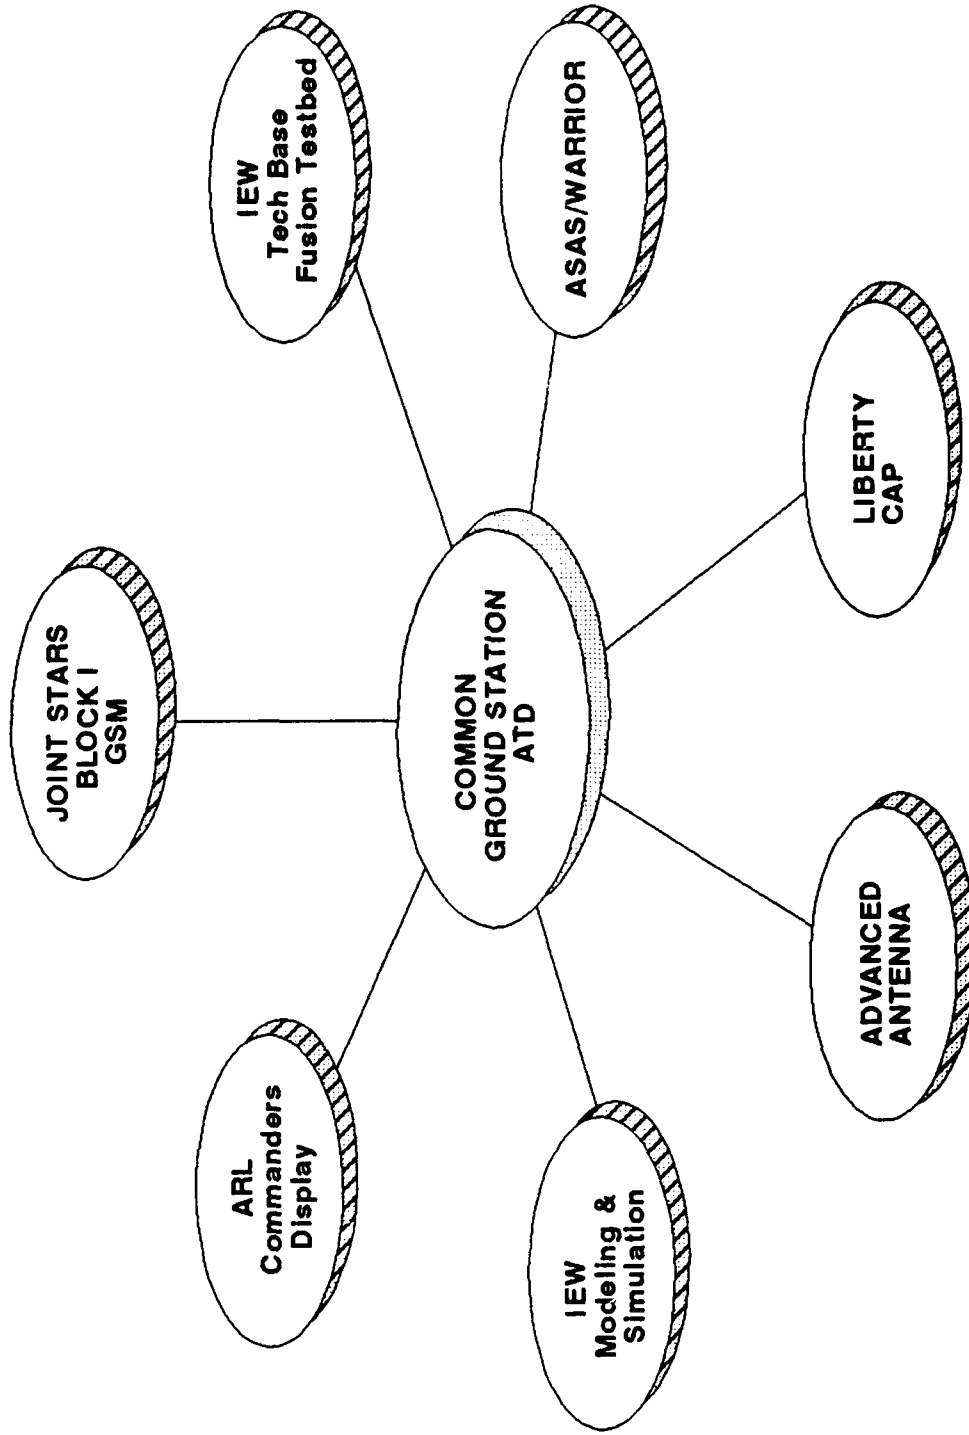 JOINT STARS
BLOCK I
GSM
IEW
Tech Base
Fusion Testbed
ASAS/WARRIOR
LIBERTY
CAP
ADVANCED
ANTENNA
IEW
Modeling &
Simulation
ARL
Commanders
Display
COMMON
GROUND STATION
ATD